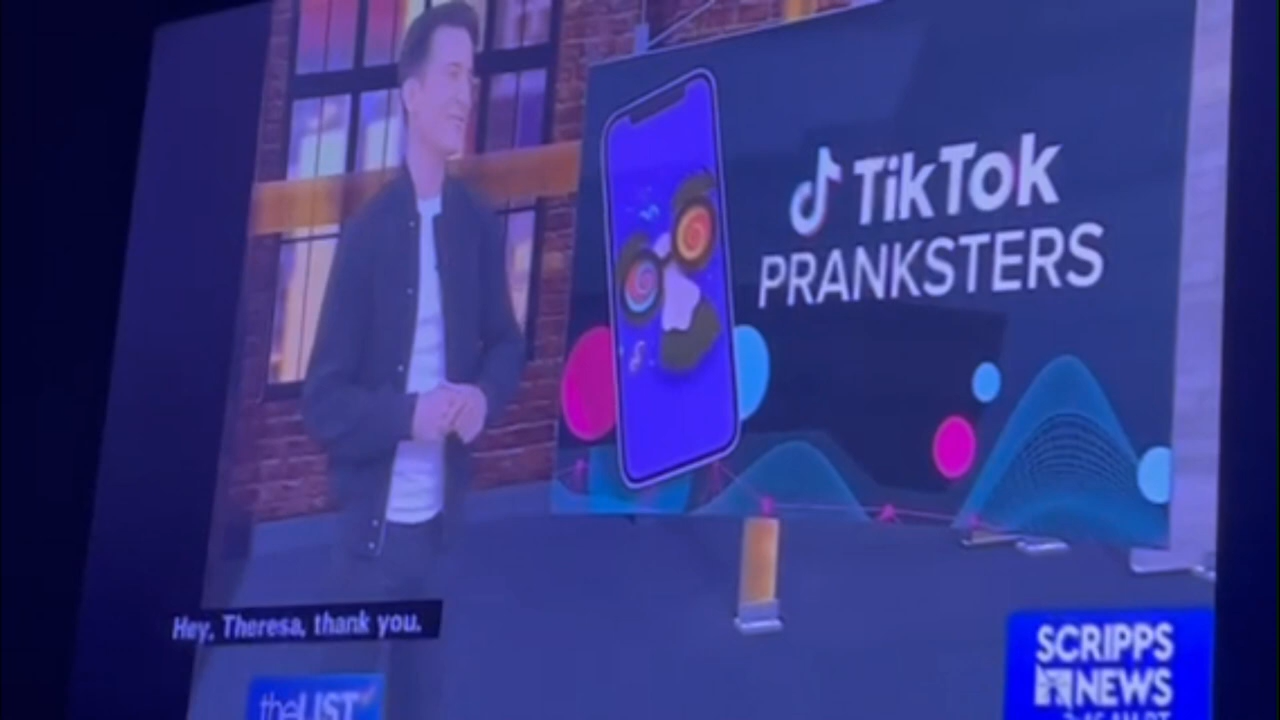 TikTok
PRANKSTERS
Hey, Theresa, thank you.
theLIST
SCRIPPS
NEWS